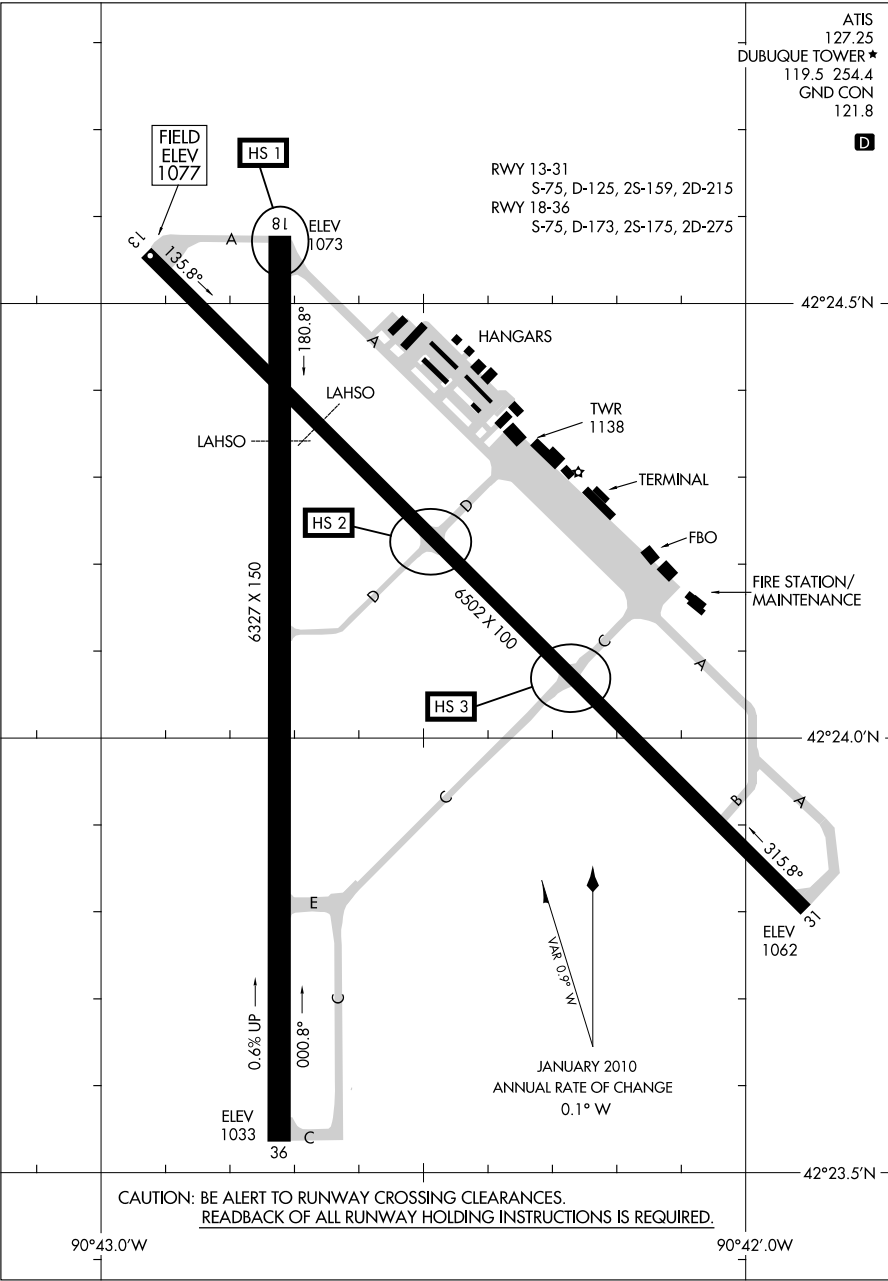 ATIS
127.25
DUBUQUE TOWER ★
119.5 254.4
GND CON
121.8
D
FIELD
ELEV
1077
HS 1
RWY 13-31
S-75, D-125, 2S-159, 2D-215
RWY 18-36
S-75, D-173, 2S-175, 2D-275
18
ELEV
1073
A
13
135.8°
42°24.5'N
180.8°
A
HANGARS
LAHSO
LAHSO
TWR
1138
TERMINAL
D
HS 2
FBO
FIRE STATION/
MAINTENANCE
6327 X 150
D
6502 X 100
C
A
HS 3
42°24.0'N
C
B
A
315.8°
E
31
ELEV
1062
VAR 0.9° W
C
0.6% UP
000.8°
JANUARY 2010
ANNUAL RATE OF CHANGE
0.1° W
ELEV
1033
C
36
42°23.5'N
CAUTION: BE ALERT TO RUNWAY CROSSING CLEARANCES.
READBACK OF ALL RUNWAY HOLDING INSTRUCTIONS IS REQUIRED.
90°43.0'W
90°42'.0W